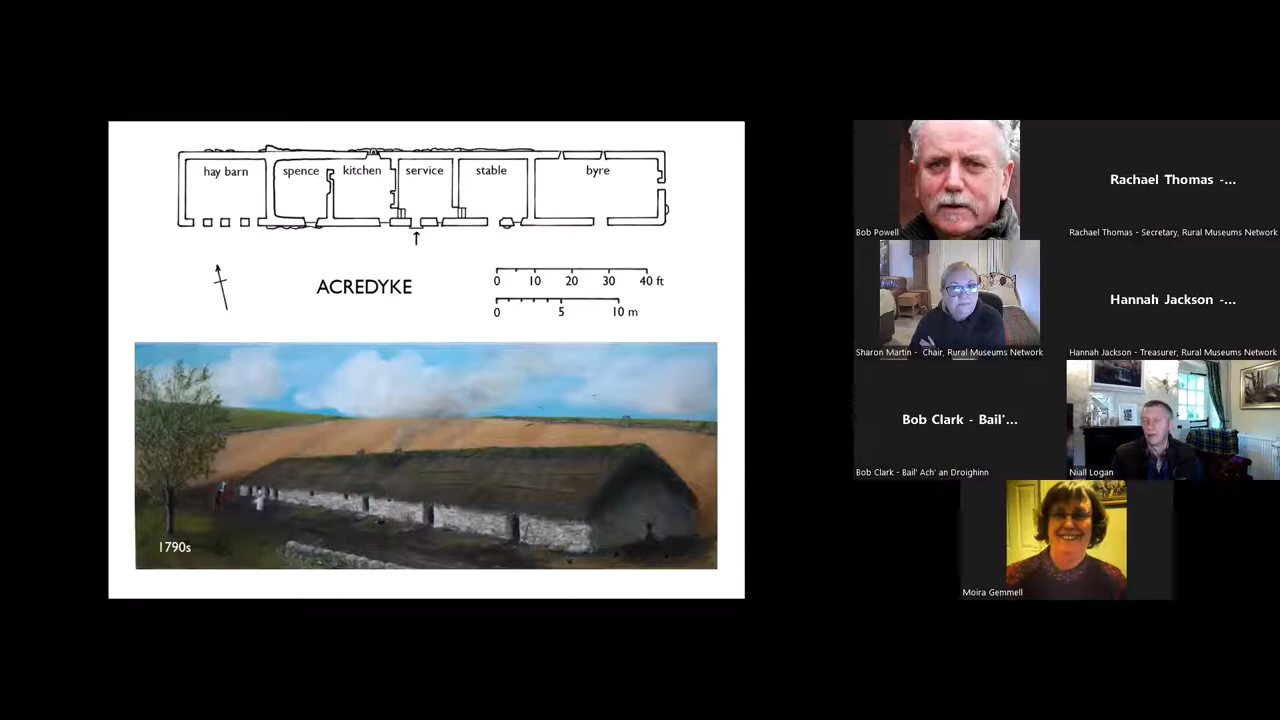 hay barn spence kitchen service stable byre
ACREDYKE
0 10 20 30 40 ft
0 5 10 m
1790s
Bob Powell
Rachael Thomas -...
Rachael Thomas - Secretary, Rural Museums Network
Sharon Martin - Chair, Rural Museums Network
Hannah Jackson -...
Hannah Jackson - Treasurer, Rural Museums Network
Bob Clark - Bail'...
Bob Clark - Bail' Ach' an Droighinn
Niall Logan
Moira Gemmell